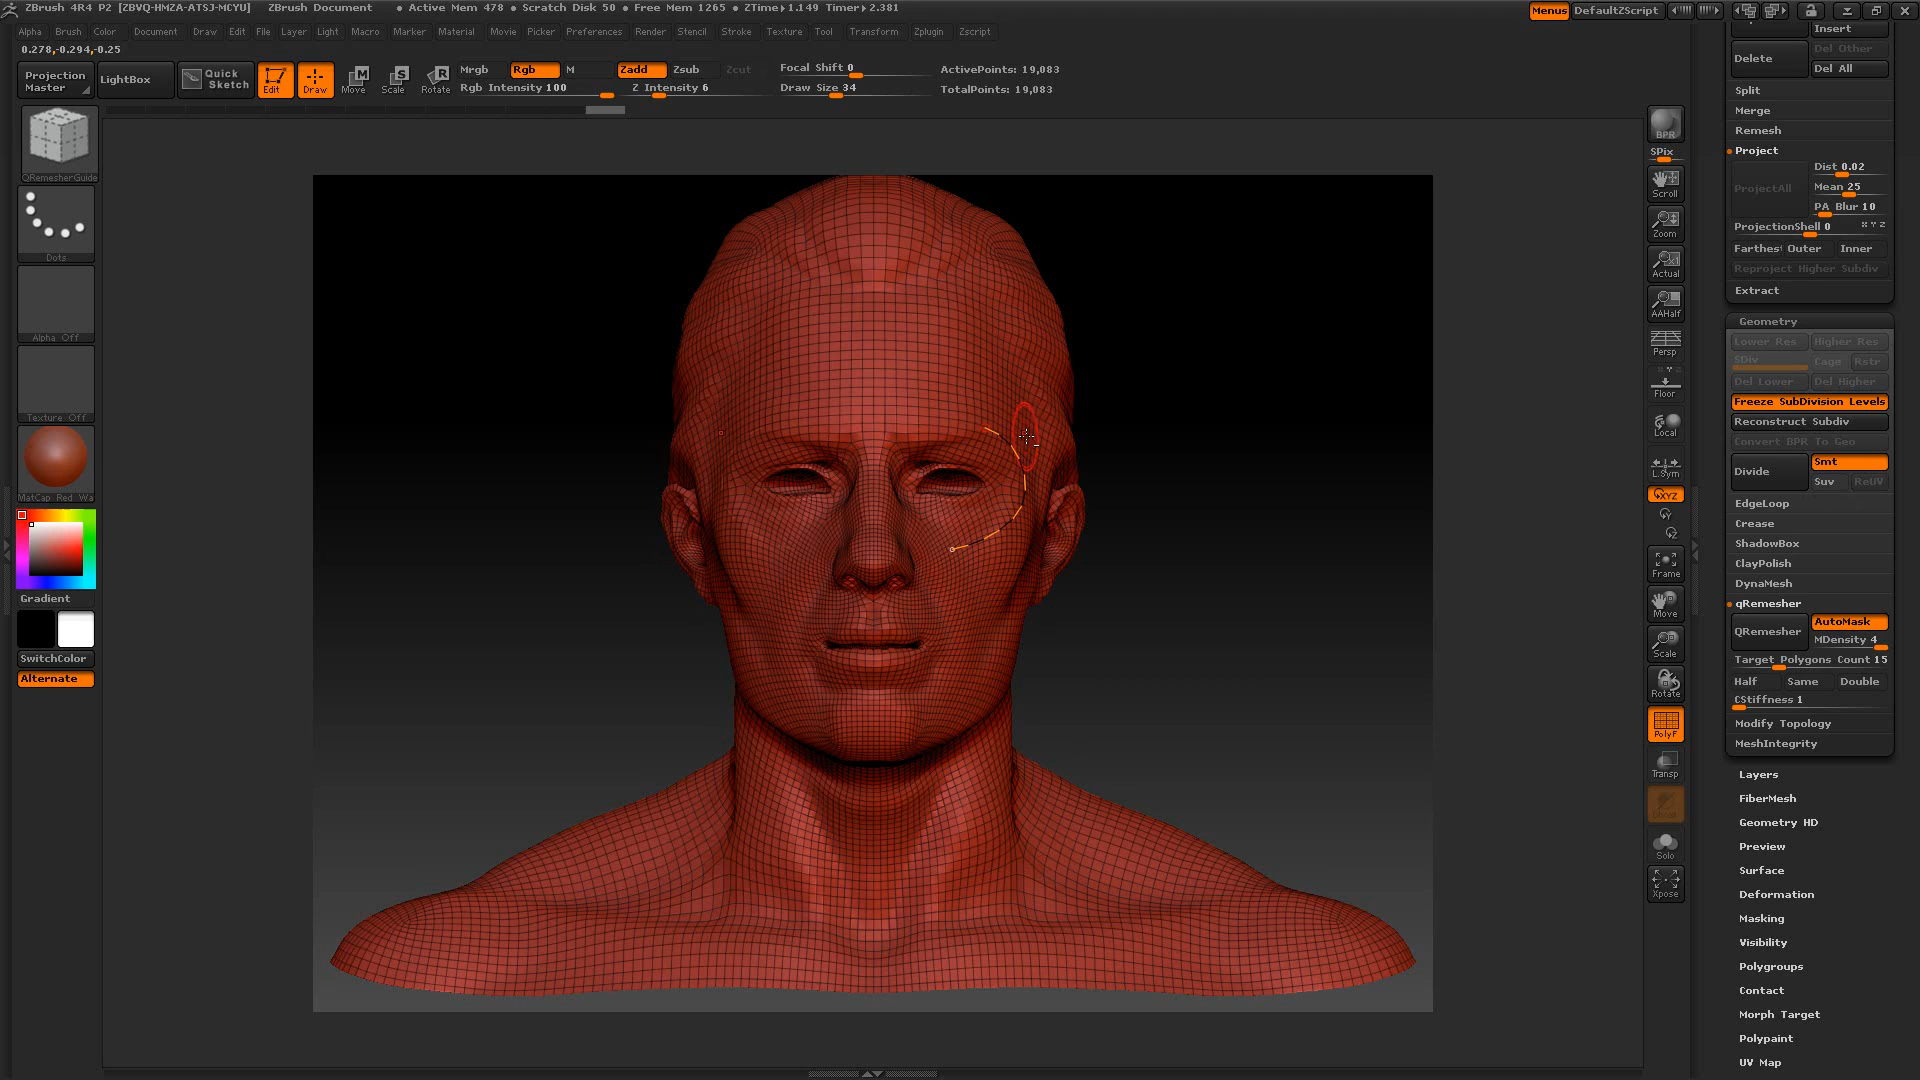 ZBrush 4R4 P2 [ZBVQ-HMZA-ATSJ-MCYU] ZBrush Document • Active Mem 478 • Scratch Disk 50 • Free Mem 1265 • ZTime▸1.149 Timer▸2.381
Menus DefaultZScript
Alpha Brush Color Document Draw Edit File Layer Light Macro Marker Material Movie Picker Preferences Render Stencil Stroke Texture Tool Transform Zplugin Zscript
0.278,-0.294,-0.25
Projection Master
LightBox
Quick Sketch
Edit
Draw
Move
Scale
Rotate
Mrgb Rgb M
Rgb Intensity 100
Zadd Zsub Zcut
Z Intensity 6
Focal Shift 0
Draw Size 34
ActivePoints: 19,083
TotalPoints: 19,083
QRemesherGuide
Dots
Alpha Off
Texture Off
MatCap Red Wa
Gradient
SwitchColor
Alternate
BPR
SPix
Scroll
Zoom
Actual
AAHalf
Persp
Floor
Local
L.Sym
XYZ
Frame
Move
Scale
Rotate
PolyF
Transp
Solo
Xpose
Insert
Delete
Del Other
Del All
Split
Merge
Remesh
Project
ProjectAll
Dist 0.02
Mean 25
PA Blur 10
ProjectionShell 0 X Y Z
Farthest Outer Inner
Reproject Higher Subdiv
Extract
Geometry
Lower Res Higher Res
SDiv Cage Rstr
Del Lower Del Higher
Freeze SubDivision Levels
Reconstruct Subdiv
Convert BPR To Geo
Divide
Smt
Suv ReUV
EdgeLoop
Crease
ShadowBox
ClayPolish
DynaMesh
qRemesher
QRemesher
AutoMask
MDensity 4
Target Polygons Count 15
Half Same Double
CStiffness 1
Modify Topology
MeshIntegrity
Layers
FiberMesh
Geometry HD
Preview
Surface
Deformation
Masking
Visibility
Polygroups
Contact
Morph Target
Polypaint
UV Map